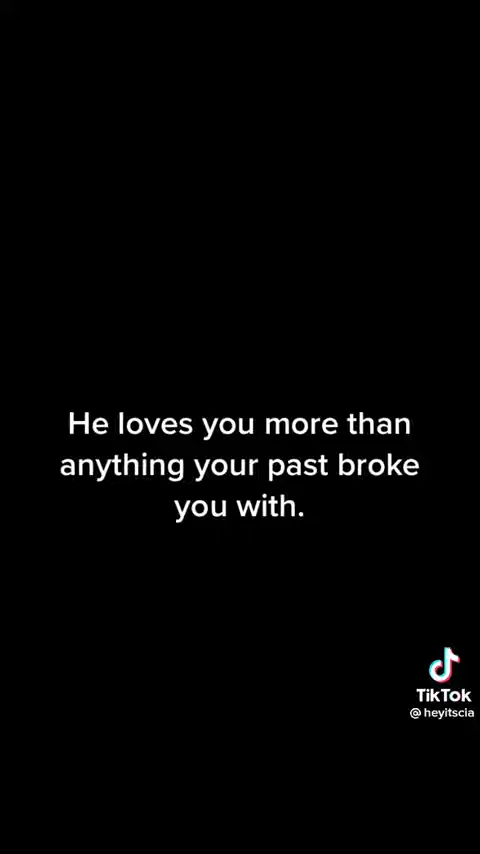 He loves you more than
anything your past broke
you with.
TikTok
@heyitscia